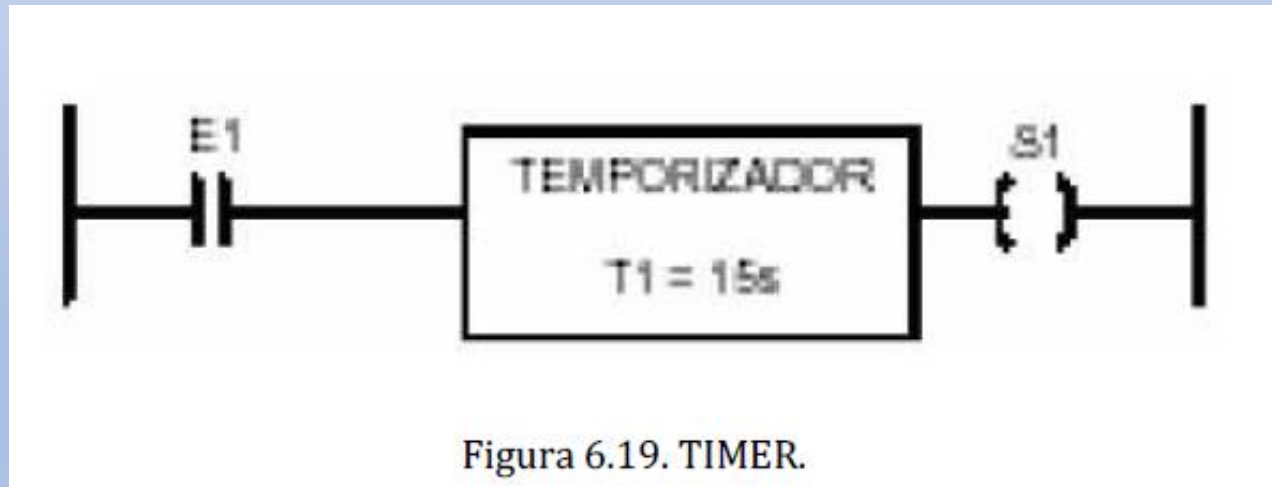 E1
TEMPORIZADOR
S1
T1 = 15s
Figura 6.19. TIMER.